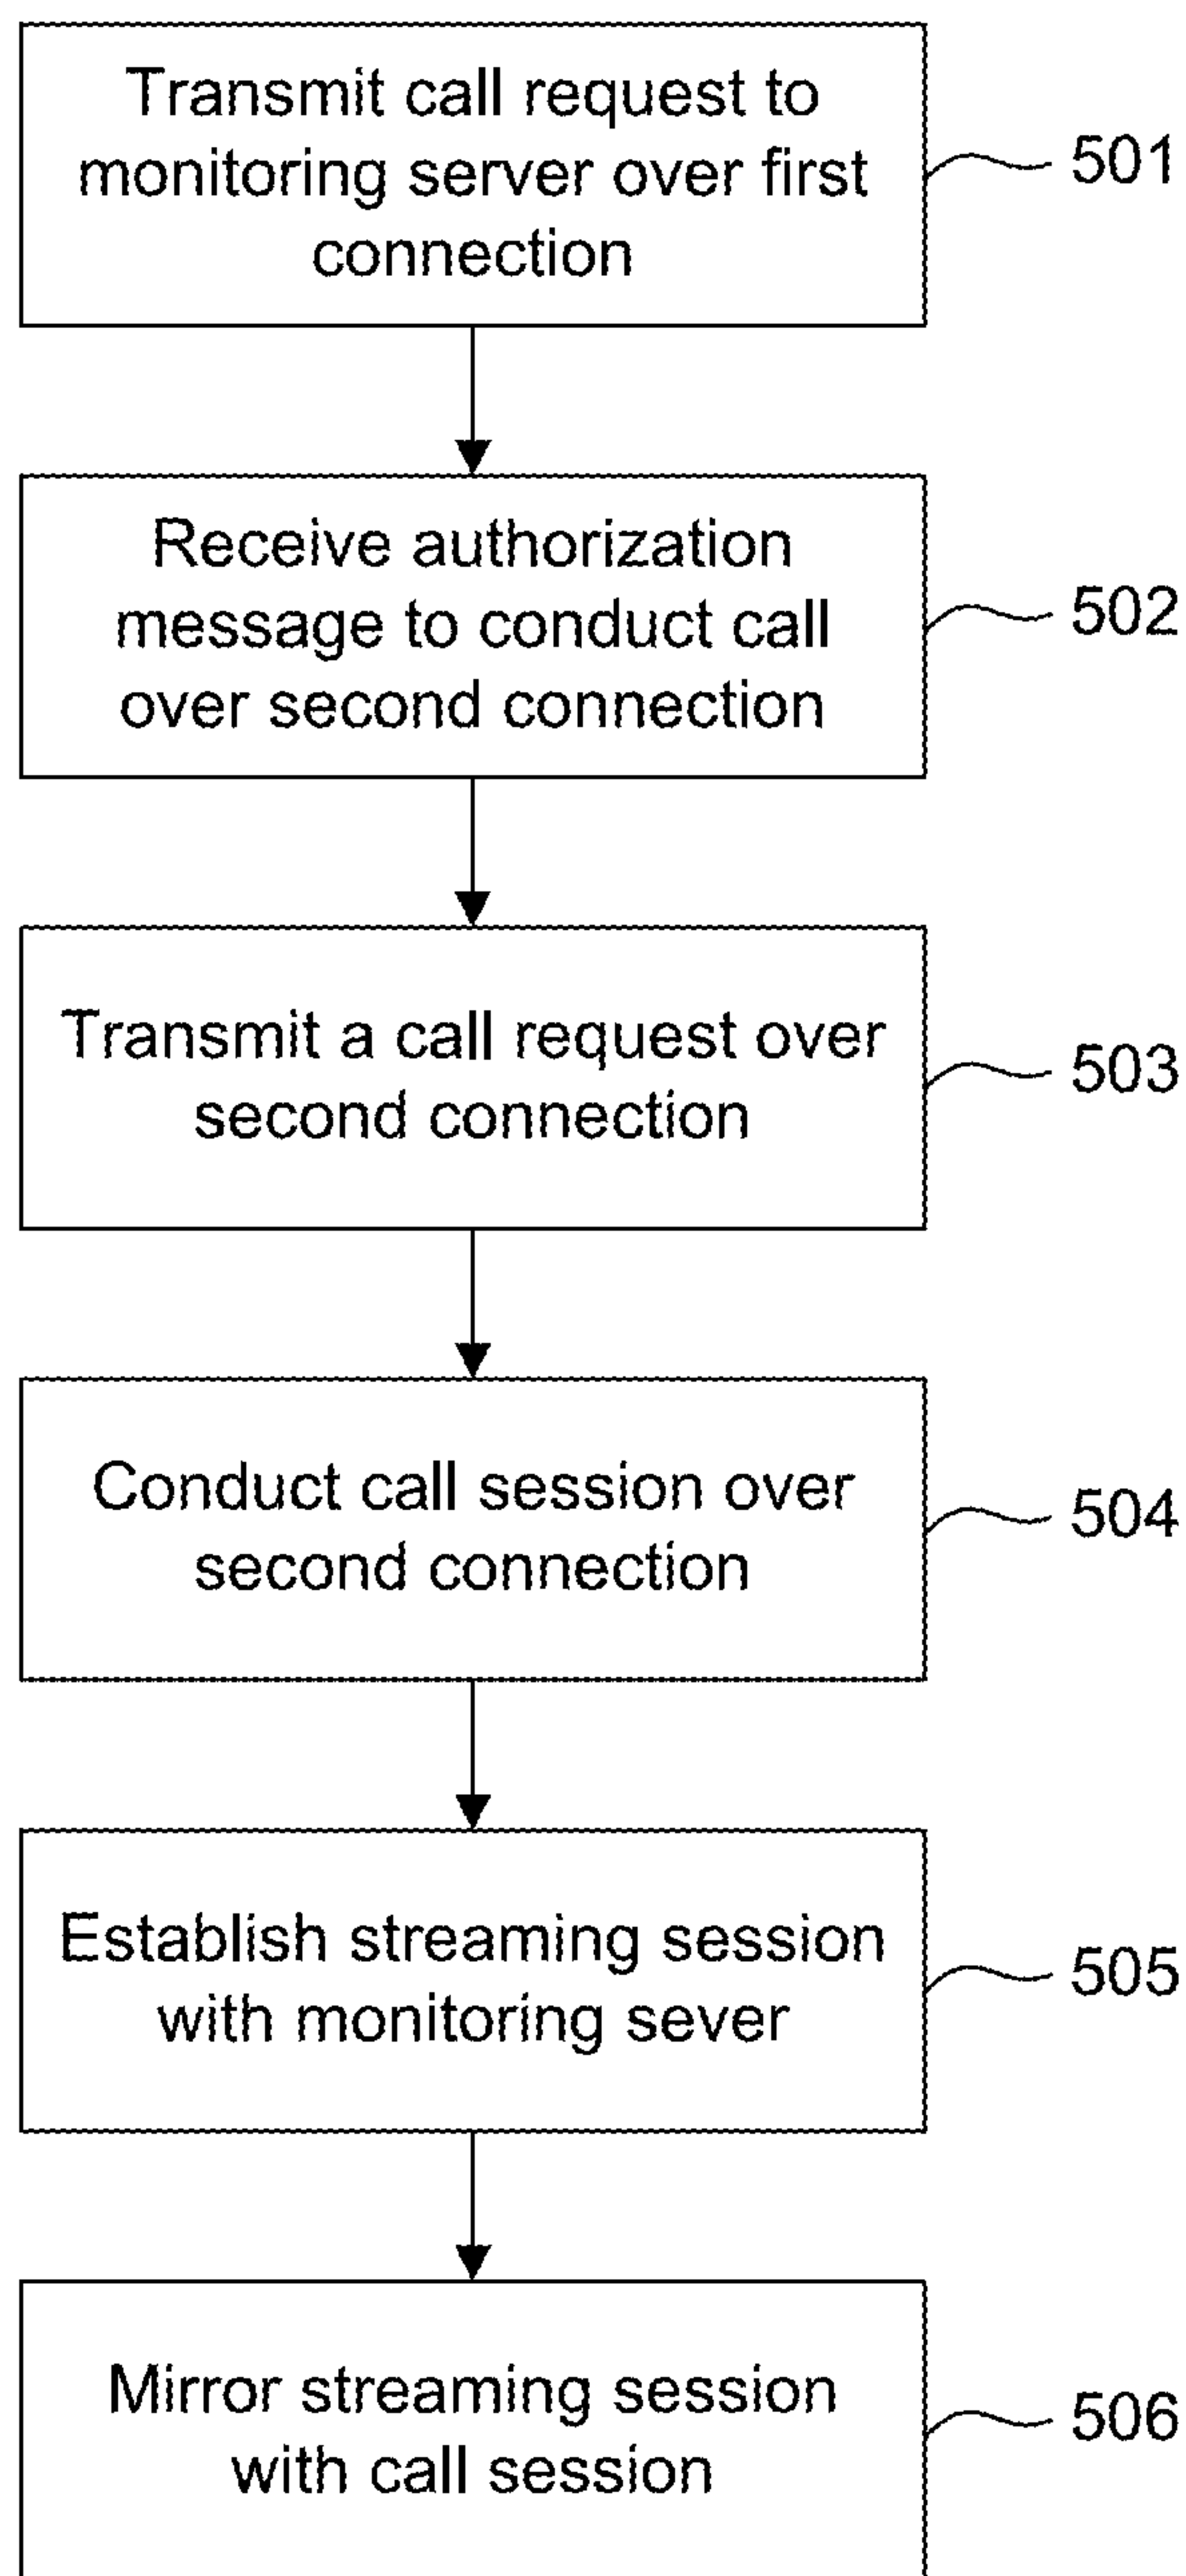 Transmit call request to
monitoring server over first
connection
501
Receive authorization
message to conduct call
over second connection
502
Transmit a call request over
second connection
503
Conduct call session over
second connection
504
Establish streaming session
with monitoring sever
505
Mirror streaming session
with call session
506